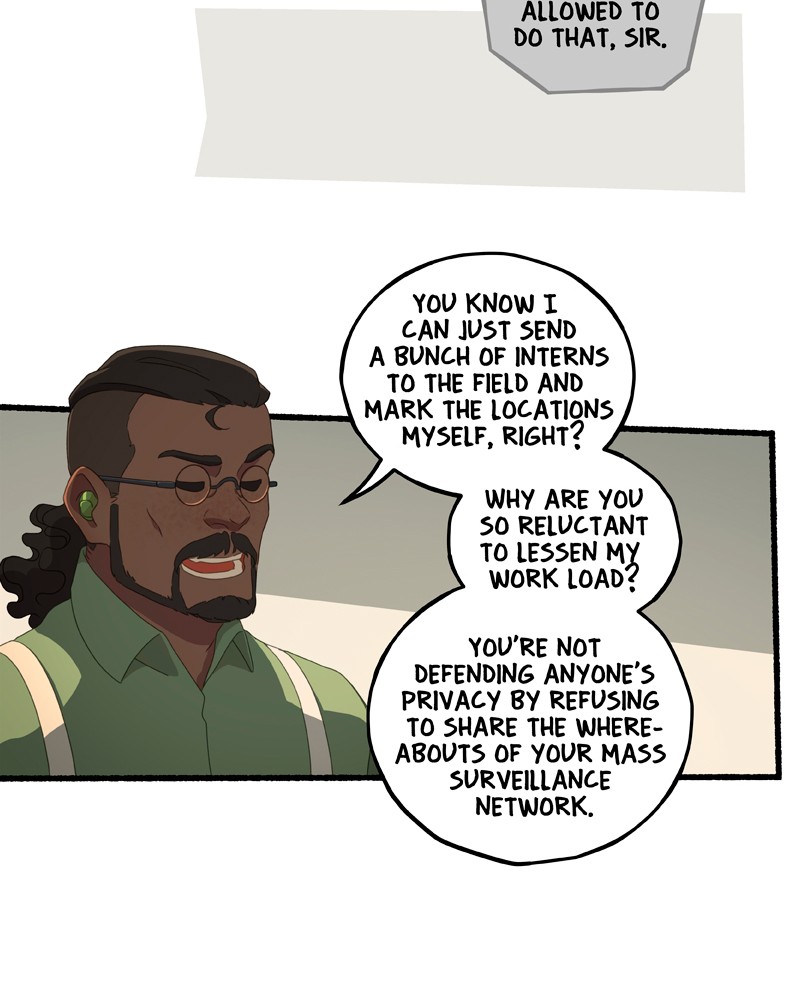 ALLOWED TO
DO THAT, SIR.
YOU KNOW I
CAN JUST SEND
A BUNCH OF INTERNS
TO THE FIELD AND
MARK THE LOCATIONS
MYSELF, RIGHT?
WHY ARE YOU
SO RELUCTANT
TO LESSEN MY
WORK LOAD?
YOU'RE NOT
DEFENDING ANYONE'S
PRIVACY BY REFUSING
TO SHARE THE WHERE-
ABOUTS OF YOUR MASS
SURVEILLANCE
NETWORK.